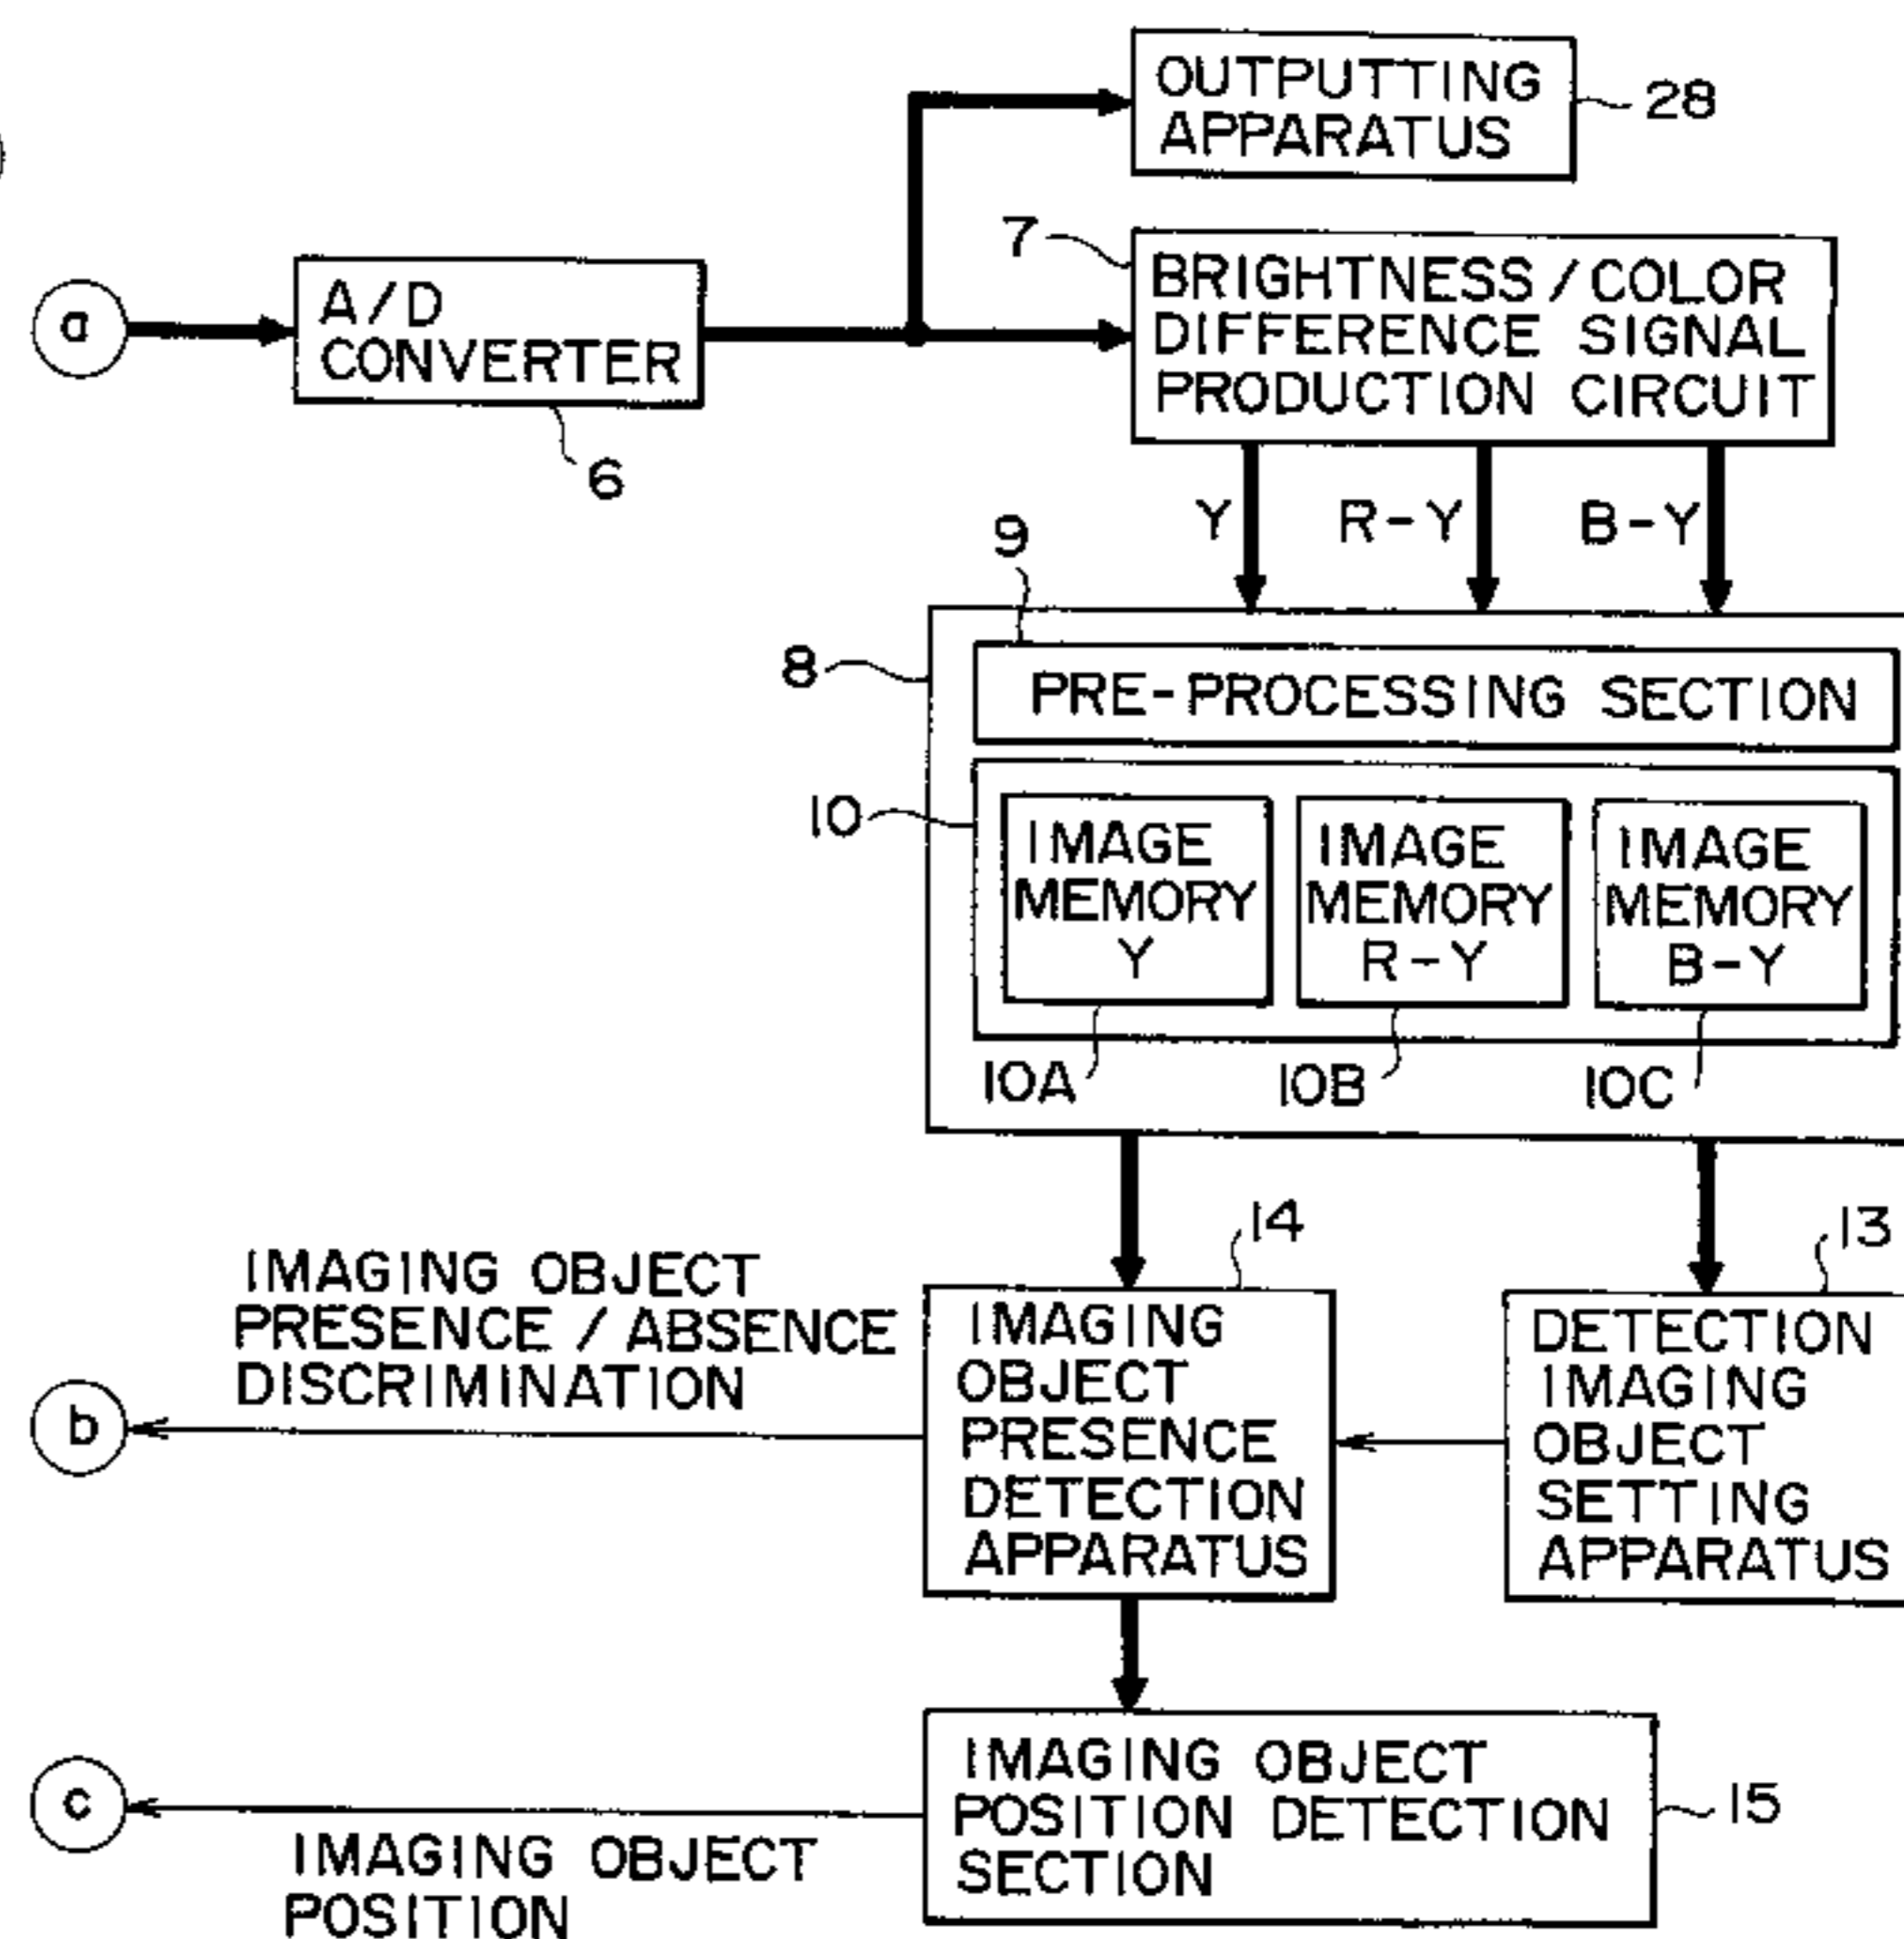 OUTPUTTING
APPARATUS
28
a
A/D
CONVERTER
6
7
BRIGHTNESS/COLOR
DIFFERENCE SIGNAL
PRODUCTION CIRCUIT
Y
R-Y
B-Y
9
8
PRE-PROCESSING SECTION
10
IMAGE
MEMORY
Y
IMAGE
MEMORY
R-Y
IMAGE
MEMORY
B-Y
10A
10B
10C
14
13
IMAGING OBJECT
PRESENCE/ABSENCE
DISCRIMINATION
b
IMAGING
OBJECT
PRESENCE
DETECTION
APPARATUS
DETECTION
IMAGING
OBJECT
SETTING
APPARATUS
c
IMAGING OBJECT
POSITION
IMAGING OBJECT
POSITION DETECTION
SECTION
15